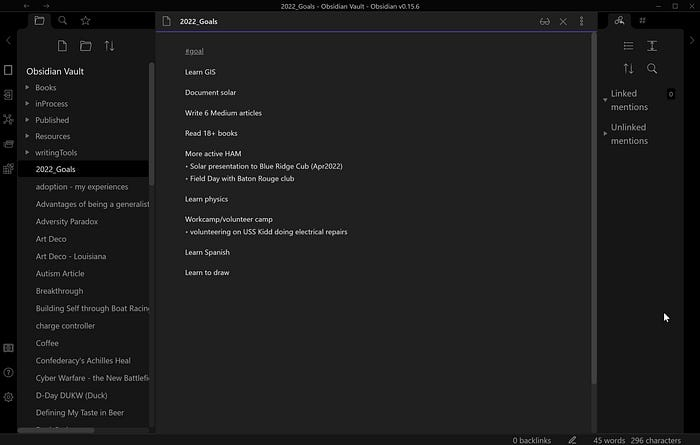 2022_Goals - Obsidian Vault - Obsidian v0.15.6
2022_Goals
Obsidian Vault
Books
inProcess
Published
Resources
writingTools
2022_Goals
adoption - my experiences
Advantages of being a generalist
Adversity Paradox
Art Deco
Art Deco - Louisiana
Autism Article
Breakthrough
Building Self through Boat Racing
charge controller
Coffee
Confederacy's Achilles Heal
Cyber Warfare - the New Battlefi
D-Day DUKW (Duck)
Defining My Taste in Beer
#goal
Learn GIS
Document solar
Write 6 Medium articles
Read 18+ books
More active HAM
• Solar presentation to Blue Ridge Cub (Apr2022)
• Field Day with Baton Rouge club
Learn physics
Workcamp/volunteer camp
• volunteering on USS Kidd doing electrical repairs
Learn Spanish
Learn to draw
Linked mentions 0
Unlinked mentions
0 backlinks 45 words 296 characters